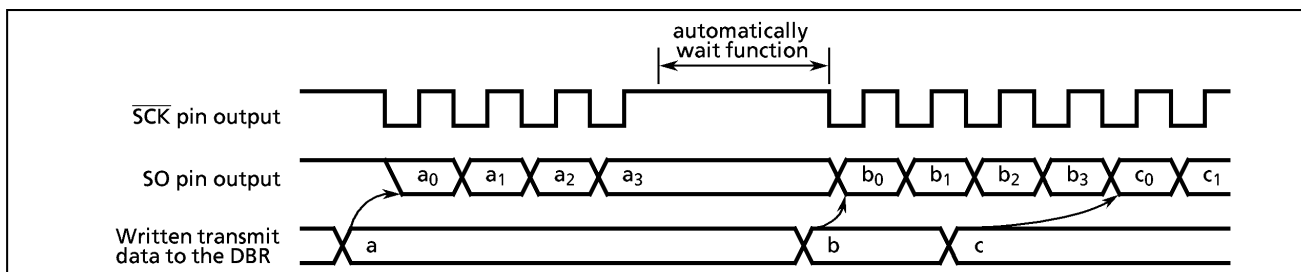 automatically
wait function
SCK pin output
SO pin output
a0 a1 a2 a3 b0 b1 b2 b3 c0 c1
Written transmit
data to the DBR
a b c